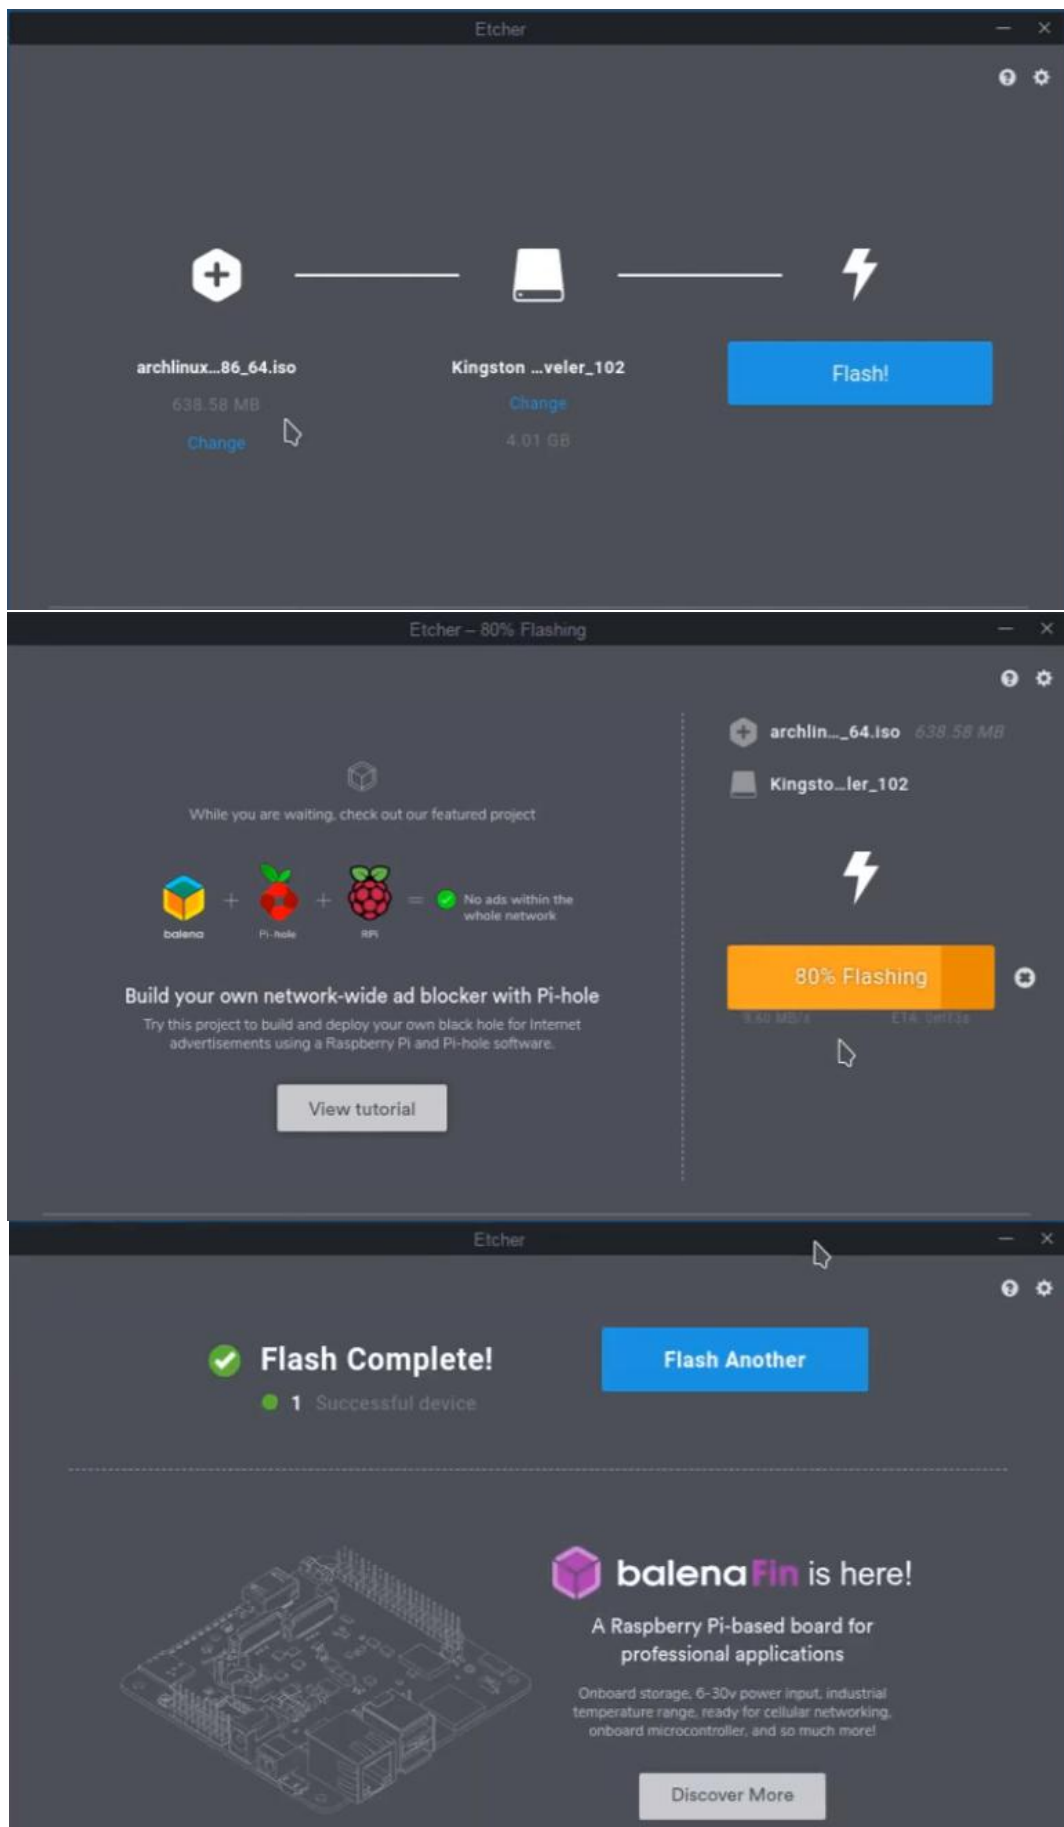 Etcher
archlinux...86_64.iso
638.58 MB
Change
Kingston ...veler_102
Change
4.01 GB
Flash!
Etcher – 80% Flashing
While you are waiting, check out our featured project
balena + Pi-hole + RPi = No ads within the
whole network
Build your own network-wide ad blocker with Pi-hole
Try this project to build and deploy your own black hole for Internet
advertisements using a Raspberry Pi and Pi-hole software.
View tutorial
archlin..._64.iso 638.58 MB
Kingsto...ler_102
80% Flashing
9.60 MB/s ETA: 0m13s
Etcher
Flash Complete!
1 Successful device
Flash Another
balenaFin is here!
A Raspberry Pi-based board for
professional applications
Onboard storage, 6-30v power input, industrial
temperature range, ready for cellular networking,
onboard microcontroller, and so much more!
Discover More